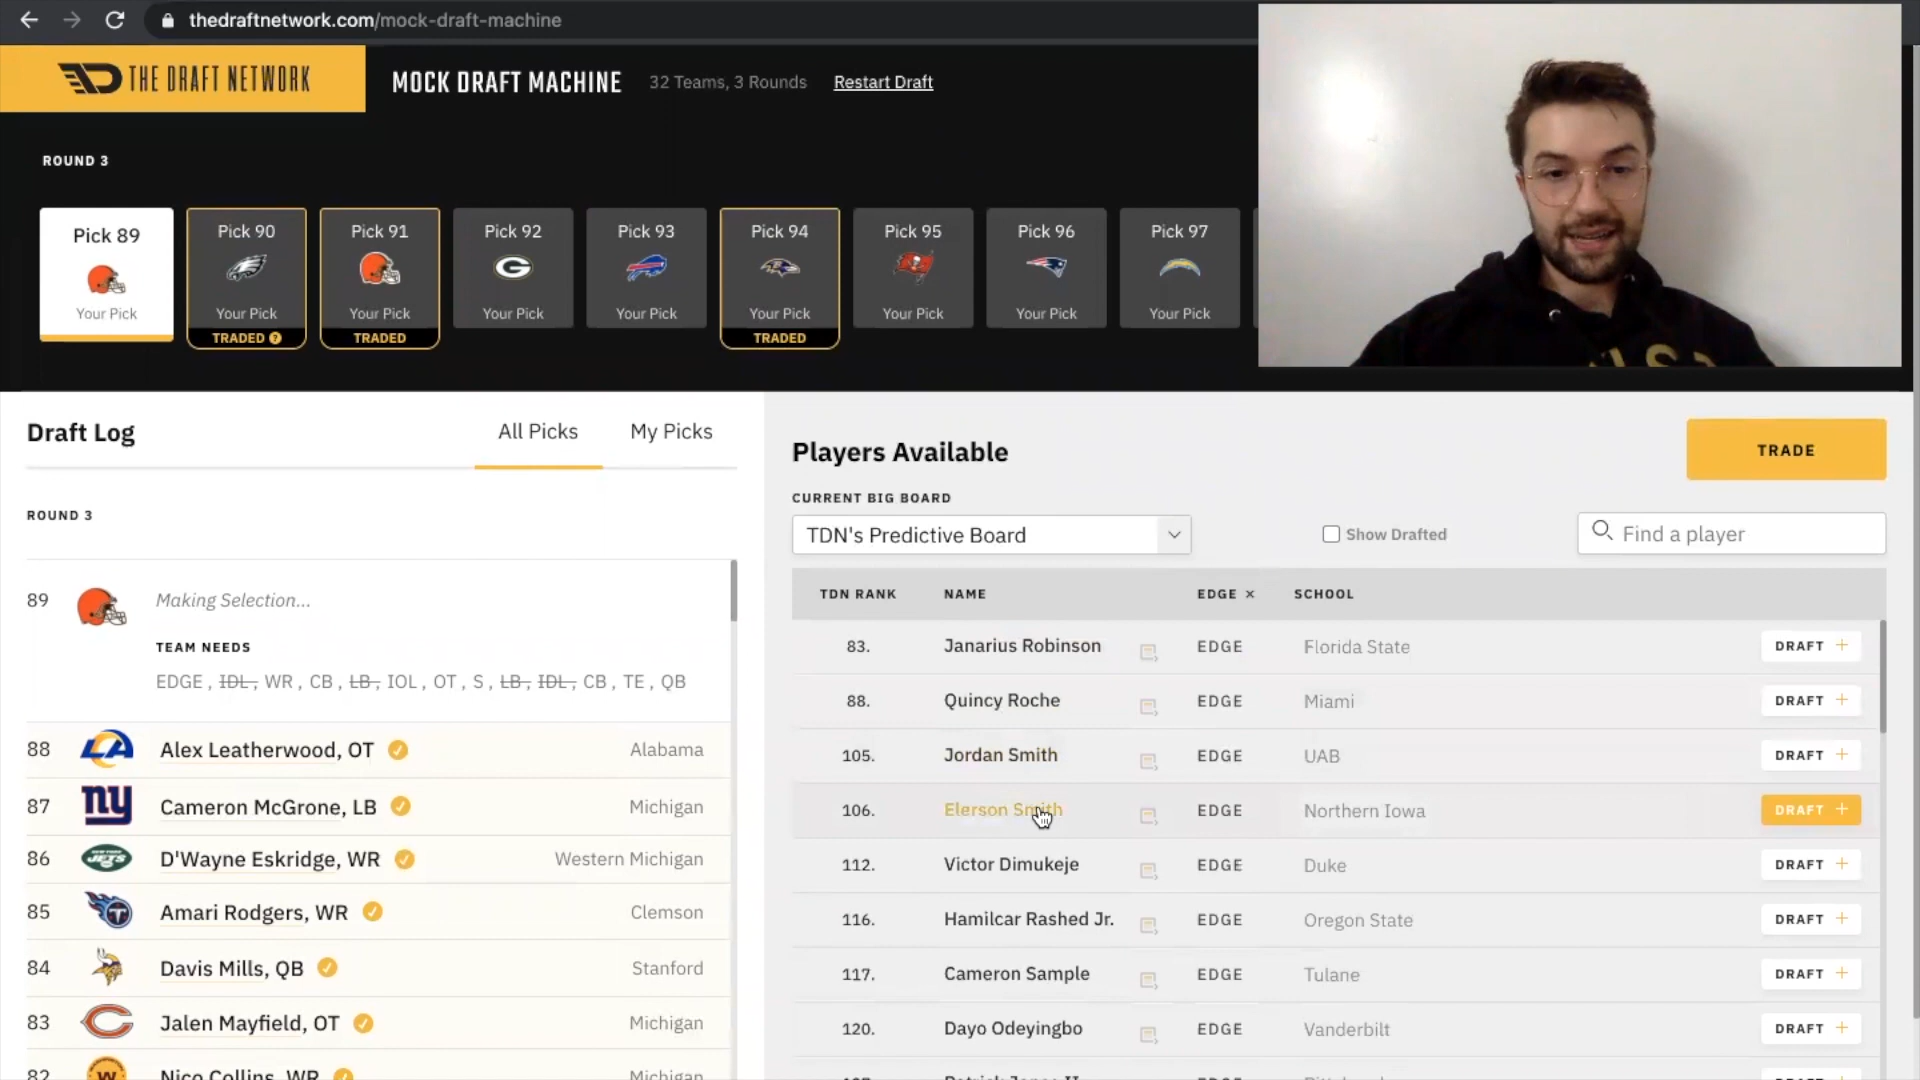 thedraftnetwork.com/mock-draft-machine
THE DRAFT NETWORK
MOCK DRAFT MACHINE 32 Teams, 3 Rounds Restart Draft
ROUND 3
Pick 89 Pick 90 Pick 91 Pick 92 Pick 93 Pick 94 Pick 95 Pick 96 Pick 97
Your Pick Your Pick Your Pick Your Pick Your Pick Your Pick Your Pick Your Pick Your Pick
TRADED ? TRADED TRADED
Draft Log All Picks My Picks
ROUND 3
89 Making Selection...
TEAM NEEDS
EDGE , IDL , WR , CB , LB , IOL , OT , S , LB , IDL , CB , TE , QB
88 Alex Leatherwood, OT Alabama
87 ny Cameron McGrone, LB Michigan
86 JETS D'Wayne Eskridge, WR Western Michigan
85 Amari Rodgers, WR Clemson
84 Davis Mills, QB Stanford
83 Jalen Mayfield, OT Michigan
82 W Nico Collins, WR Michigan
Players Available
TRADE
CURRENT BIG BOARD
TDN's Predictive Board Show Drafted Find a player
TDN RANK NAME EDGE × SCHOOL
83. Janarius Robinson EDGE Florida State DRAFT +
88. Quincy Roche EDGE Miami DRAFT +
105. Jordan Smith EDGE UAB DRAFT +
106. Elerson Smith EDGE Northern Iowa DRAFT +
112. Victor Dimukeje EDGE Duke DRAFT +
116. Hamilcar Rashed Jr. EDGE Oregon State DRAFT +
117. Cameron Sample EDGE Tulane DRAFT +
120. Dayo Odeyingbo EDGE Vanderbilt DRAFT +